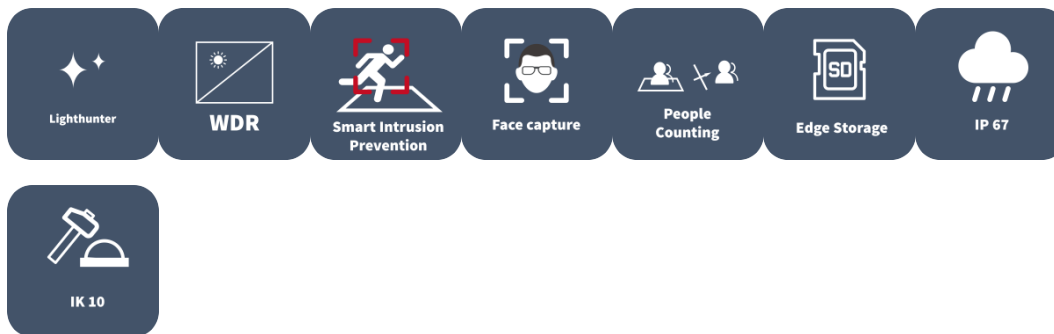 Lighthunter
WDR
Smart Intrusion
Prevention
Face capture
People
Counting
SD
Edge Storage
IP 67
IK 10